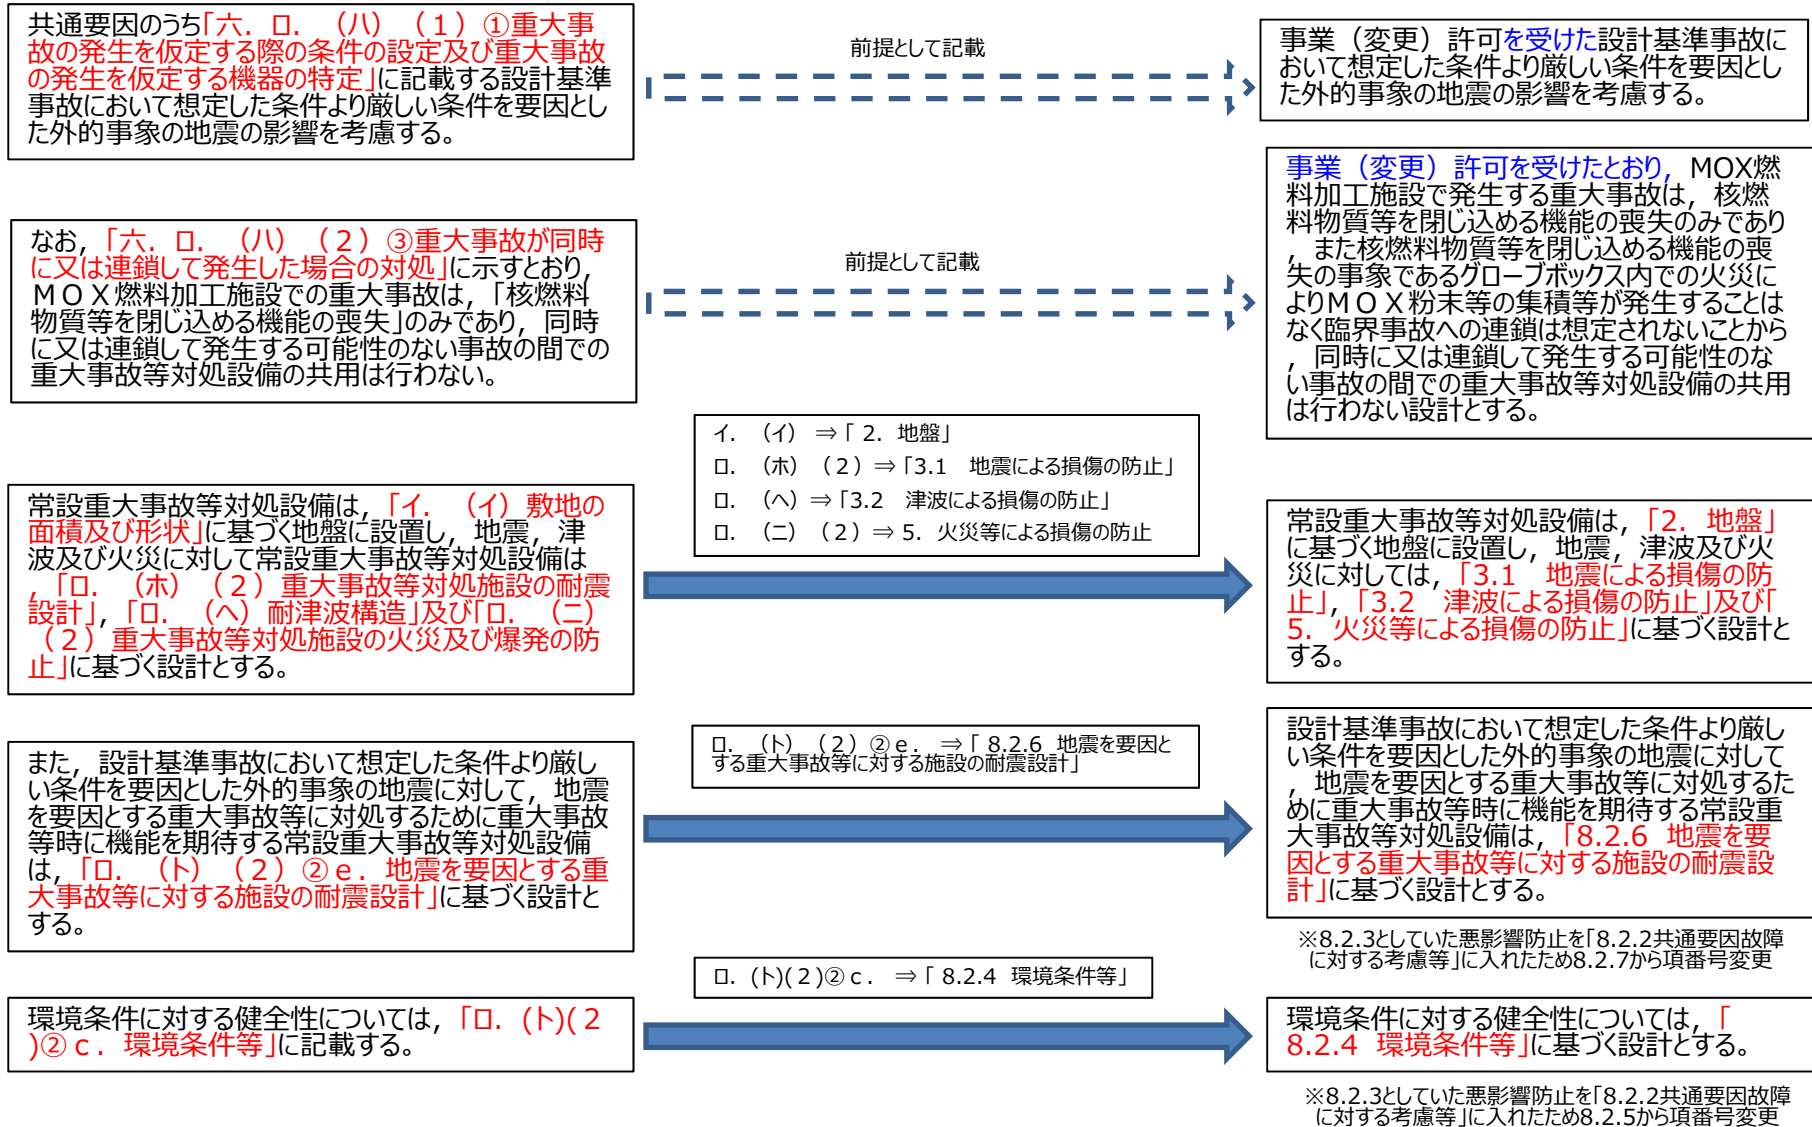 共通要因のうち「六．ロ．（ハ）（１）①重大事
故の発生を仮定する際の条件の設定及び重大事故
の発生を仮定する機器の特定」に記載する設計基準
事故において想定した条件より厳しい条件を要因とし
た外的事象の地震の影響を考慮する。
前提として記載
事業（変更）許可を受けた設計基準事故に
おいて想定した条件より厳しい条件を要因とし
た外的事象の地震の影響を考慮する。
なお，「六．ロ．（ハ）（２）③重大事故が同時
に又は連鎖して発生した場合の対処」に示すとおり，
ＭＯＸ燃料加工施設での重大事故は，「核燃料
物質等を閉じ込める機能の喪失」のみであり，同時
に又は連鎖して発生する可能性のない事故の間での
重大事故等対処設備の共用は行わない。
前提として記載
事業（変更）許可を受けたとおり，MOX燃
料加工施設で発生する重大事故は，核燃
料物質等を閉じ込める機能の喪失のみであり
，また核燃料物質等を閉じ込める機能の喪
失の事象であるグローブボックス内での火災に
よりＭＯＸ粉末等の集積等が発生することは
なく臨界事故への連鎖は想定されないことから
，同時に又は連鎖して発生する可能性のな
い事故の間での重大事故等対処設備の共用
は行わない設計とする。
常設重大事故等対処設備は，「イ．（イ）敷地の
面積及び形状」に基づく地盤に設置し，地震，津
波及び火災に対して常設重大事故等対処設備は
，「ロ．（ホ）（２）重大事故等対処施設の耐震
設計」，「ロ．（ヘ）耐津波構造」及び「ロ．（ニ）
（２）重大事故等対処施設の火災及び爆発の防
止」に基づく設計とする。
イ．（イ）⇒「２．地盤」
ロ．（ホ）（２）⇒「3.1　地震による損傷の防止」
ロ．（ヘ）⇒「3.2　津波による損傷の防止」
ロ．（ニ）（２）⇒５．火災等による損傷の防止
常設重大事故等対処設備は，「2．地盤」
に基づく地盤に設置し，地震，津波及び火
災に対しては，「3.1　地震による損傷の防
止」，「3.2　津波による損傷の防止」及び「
5．火災等による損傷の防止」に基づく設計と
する。
また，設計基準事故において想定した条件より厳し
い条件を要因とした外的事象の地震に対して，地震
を要因とする重大事故等に対処するために重大事故
等時に機能を期待する常設重大事故等対処設備
は，「ロ．（ト）（２）②ｅ．地震を要因とする重
大事故等に対する施設の耐震設計」に基づく設計と
する。
ロ．（ト）（２）②ｅ． ⇒「 8.2.6 地震を要因と
する重大事故等に対する施設の耐震設計」
設計基準事故において想定した条件より厳し
い条件を要因とした外的事象の地震に対して
，地震を要因とする重大事故等に対処するた
めに重大事故等時に機能を期待する常設重
大事故等対処設備は，「8.2.6 地震を要
因とする重大事故等に対する施設の耐震設
計」に基づく設計とする。
※8.2.3としていた悪影響防止を「8.2.2共通要因故障
に対する考慮等」に入れたため8.2.7から項番号変更
環境条件に対する健全性については，「ロ．(ト)(２
)②ｃ．環境条件等」に記載する。
ロ．(ト)(２)②ｃ． ⇒「 8.2.4 環境条件等」
環境条件に対する健全性については，「
8.2.4 環境条件等」に基づく設計とする。
※8.2.3としていた悪影響防止を「8.2.2共通要因故障
に対する考慮等」に入れたため8.2.5から項番号変更